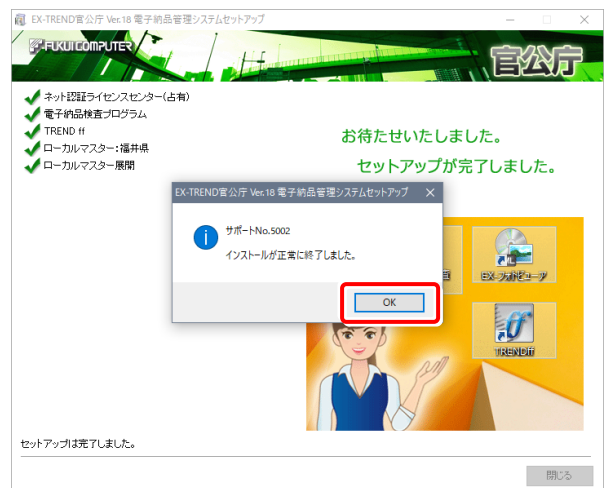 EX-TREND官公庁 Ver.18 電子納品管理システムセットアップ
FUKUI COMPUTER
官公庁
ネット認証ライセンスセンター(占有)
電子納品検査プログラム
TREND ff
ローカルマスター:福井県
ローカルマスター展開
お待たせいたしました。
セットアップが完了しました。
EX-TREND官公庁 Ver.18 電子納品管理システムセットアップ
サポートNo.5002
インストールが正常に終了しました。
OK
EX-フォトビューア
TRENDff
セットアップは完了しました。
閉じる